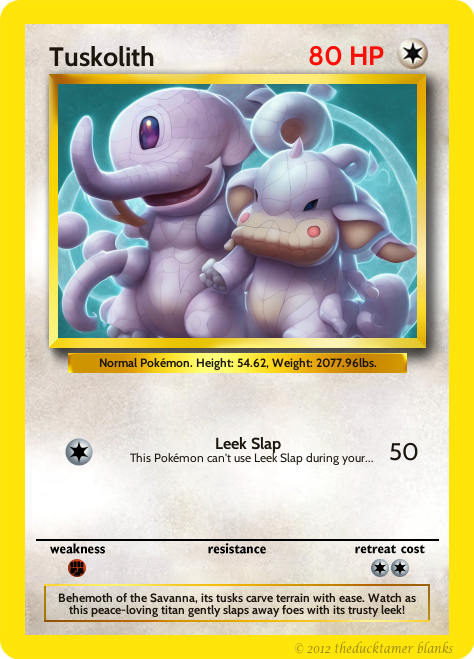 Tuskolith 80 HP
Normal Pokémon. Height: 54.62, Weight: 2077.96lbs.
Leek Slap
This Pokémon can't use Leek Slap during your... 50
weakness resistance retreat cost
Behemoth of the Savanna, its tusks carve terrain with ease. Watch as
this peace-loving titan gently slaps away foes with its trusty leek!
© 2012 theducktamer blanks